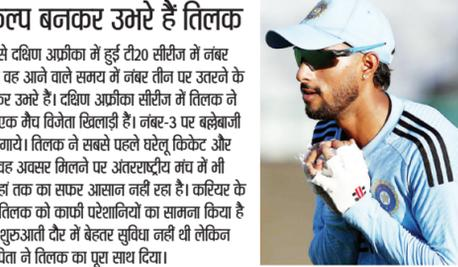 ल्प बनकर उभरे हैं तिलक
से दक्षिण अफ्रीका में हुई टी20 सीरीज में नंबर
वह आने वाले समय में नंबर तीन पर उतरने के
कर उभरे हैं। दक्षिण अफ्रीका सीरीज में तिलक ने
एक मैच विजेता खिलाड़ी हैं। नंबर-3 पर बल्लेबाजी
गाये। तिलक ने सबसे पहले घरेलू क्रिकेट और
वह अवसर मिलने पर अंतरराष्ट्रीय मंच में भी
हां तक का सफर आसान नहीं रहा है। करियर के
तिलक को काफी परेशानियों का सामना किया है
शुरुआती दौर में बेहतर सुविधा नहीं थी लेकिन
पिता ने तिलक का पूरा साथ दिया।